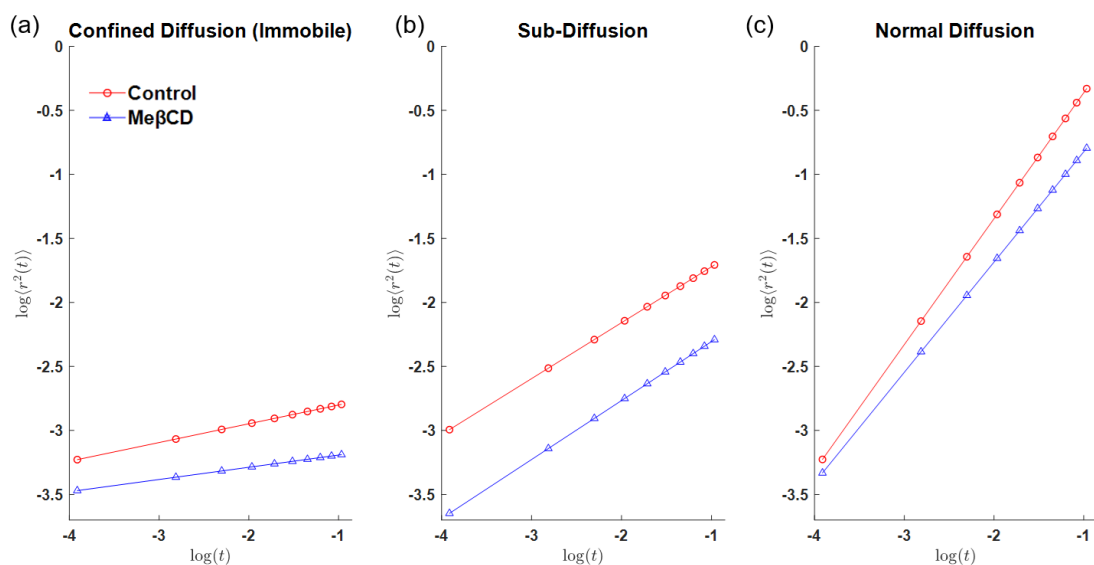 (a) Confined Diffusion (Immobile)
0
-0.5
-1
-1.5
-2
-2.5
-3
-3.5
log⟨r²(t)⟩
Control
MeβCD
-4 -3 -2 -1
log(t)
(b) Sub-Diffusion
0
-0.5
-1
-1.5
-2
-2.5
-3
-3.5
log⟨r²(t)⟩
-4 -3 -2 -1
log(t)
(c) Normal Diffusion
0
-0.5
-1
-1.5
-2
-2.5
-3
-3.5
log⟨r²(t)⟩
-4 -3 -2 -1
log(t)